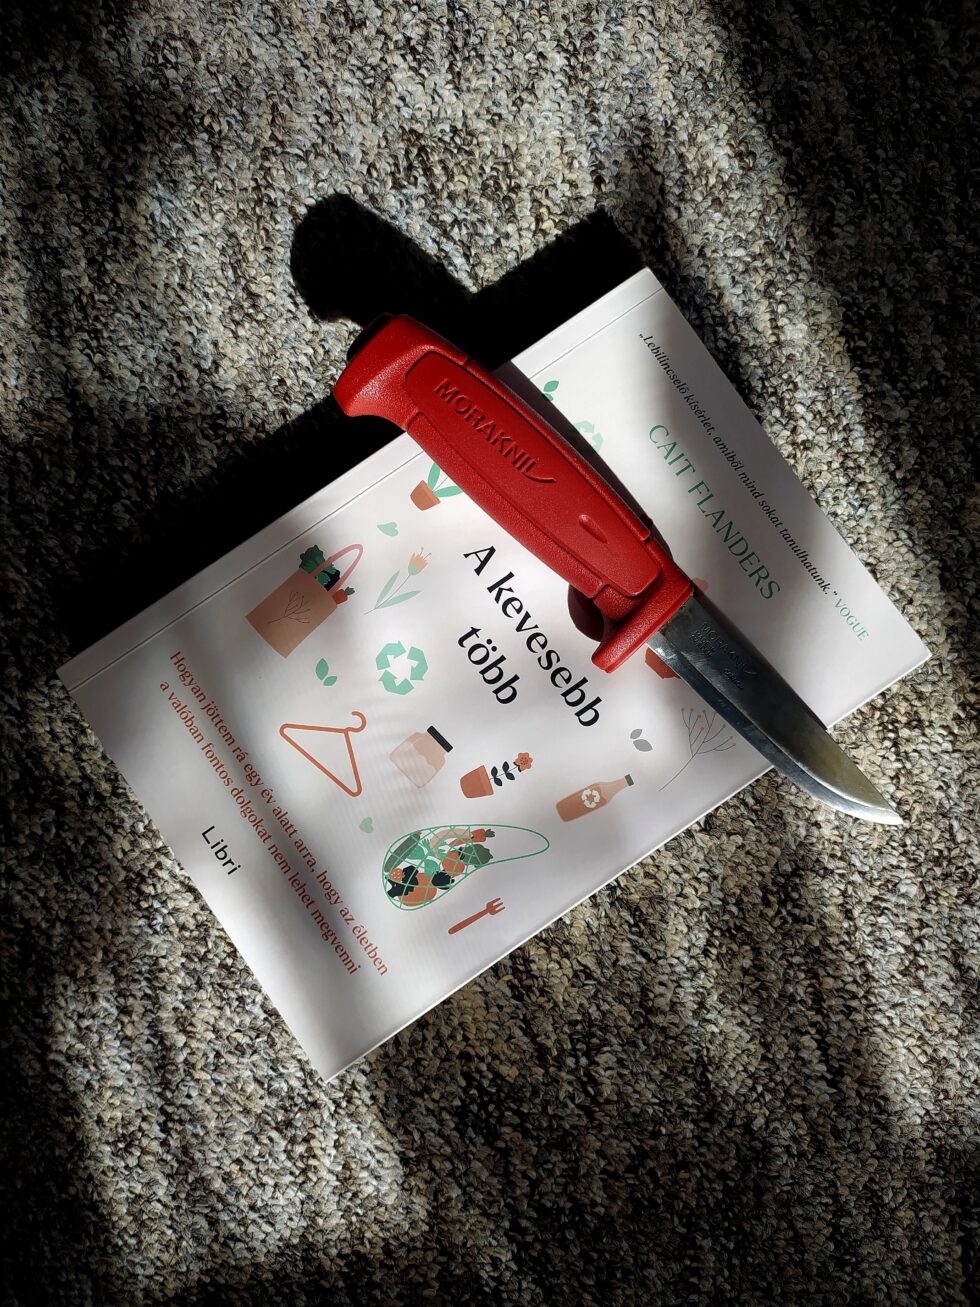 „Lebilincselő kísérlet, amiből mind sokat tanulhatunk.” VOGUE
CAIT FLANDERS
MORAKNIV
MORAKNIV
A kevesebb
több
Hogyan jöttem rá egy év alatt arra, hogy az életben
a valóban fontos dolgokat nem lehet megvenni
Libri